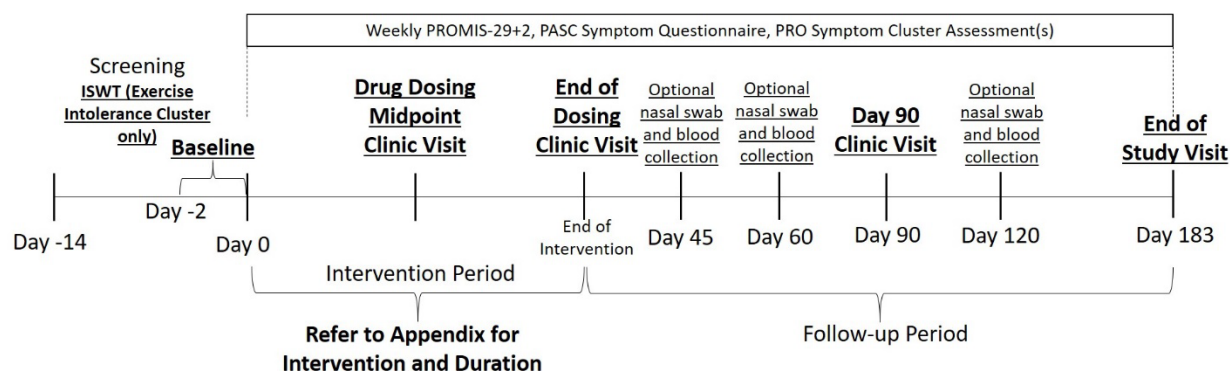 Weekly PROMIS-29+2, PASC Symptom Questionnaire, PRO Symptom Cluster Assessment(s)
Screening
ISWT (Exercise
Intolerance Cluster
only)
Baseline
Drug Dosing
Midpoint
Clinic Visit
End of
Dosing
Clinic Visit
Optional
nasal swab
and blood
collection
Optional
nasal swab
and blood
collection
Day 90
Clinic Visit
Optional
nasal swab
and blood
collection
End of
Study Visit
Day -14
Day -2
Day 0
End of
Intervention
Day 45
Day 60
Day 90
Day 120
Day 183
Intervention Period
Refer to Appendix for
Intervention and Duration
Follow-up Period